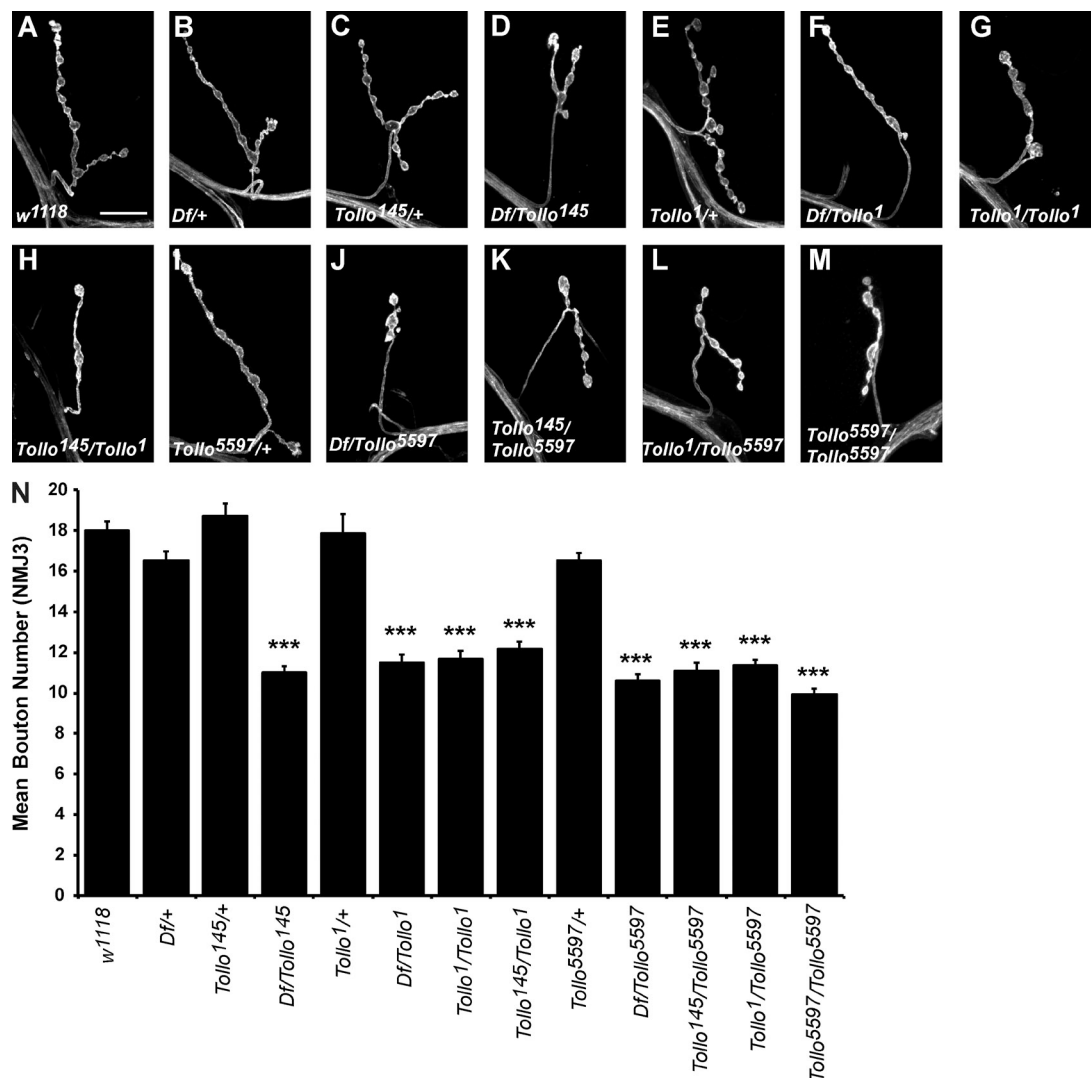 A
B
C
D
E
F
G
w1118
Df/+
Tollo145/+
Df/Tollo145
Tollo1/+
Df/Tollo1
Tollo1/Tollo1
H
I
J
K
L
M
Tollo145/Tollo1
Tollo5597/+
Df/Tollo5597
Tollo145/
Tollo5597
Tollo1/Tollo5597
Tollo5597/
Tollo5597
N
Mean Bouton Number (NMJ3)
20
18
16
14
12
10
8
6
4
2
0
***
***
***
***
***
***
***
***
w1118
Df/+
Tollo145/+
Df/Tollo145
Tollo1/+
Df/Tollo1
Tollo1/Tollo1
Tollo145/Tollo1
Tollo5597/+
Df/Tollo5597
Tollo145/Tollo5597
Tollo1/Tollo5597
Tollo5597/Tollo5597